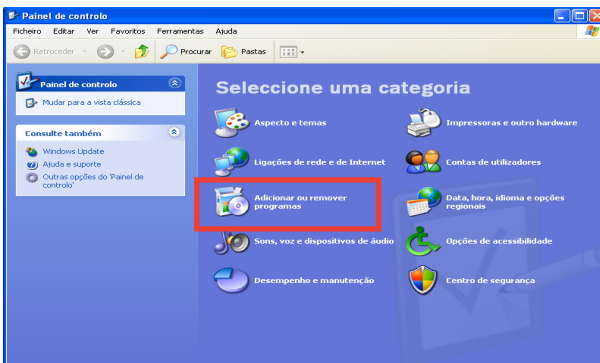 Painel de controlo
Ficheiro Editar Ver Favoritos Ferramentas Ajuda
Retroceder Procurar Pastas
Painel de controlo
Mudar para a vista clássica
Consulte também
Windows Update
Ajuda e suporte
Outras opções do 'Painel de
controlo'
Seleccione uma categoria
Aspecto e temas
Impressoras e outro hardware
Ligações de rede e de Internet
Contas de utilizadores
Adicionar ou remover
programas
Data, hora, idioma e opções
regionais
Sons, voz e dispositivos de áudio
Opções de acessibilidade
Desempenho e manutenção
Centro de segurança